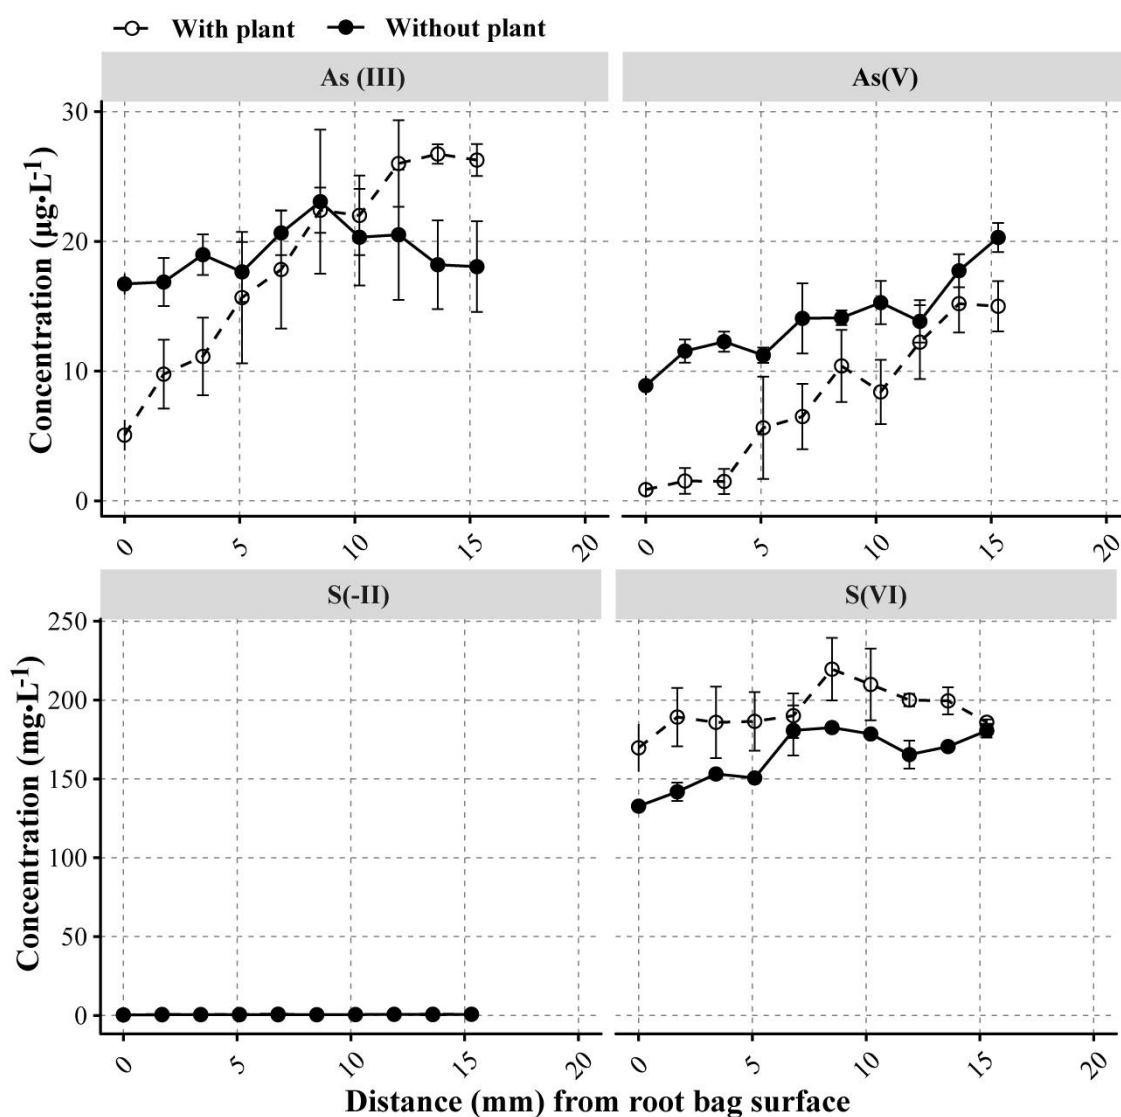 With plant Without plant
As (III) As(V)
Concentration (µg•L-1)
30
20
10
0
0 5 10 15 20 0 5 10 15 20
S(-II) S(VI)
Concentration (mg•L-1)
250
200
150
100
50
0
0 5 10 15 20 0 5 10 15 20
Distance (mm) from root bag surface